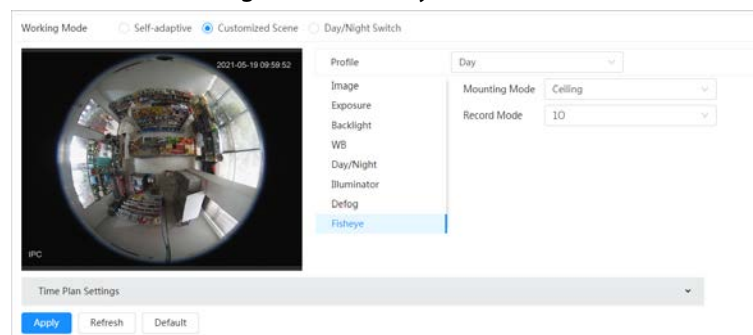 Working Mode Self-adaptive Customized Scene Day/Night Switch
2021-05-19 09:59:52
IPC
Profile Day
Image
Exposure
Backlight
WB
Day/Night
Illuminator
Defog
Fisheye
Mounting Mode Ceiling
Record Mode 1O
Time Plan Settings
Apply Refresh Default